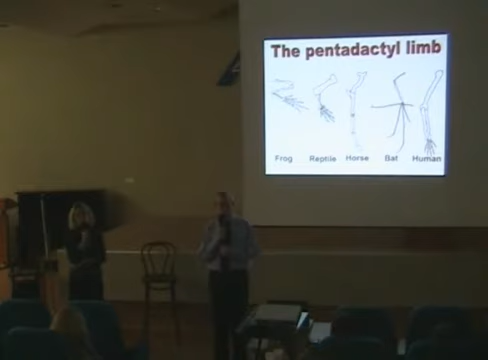 The pentadactyl limb
Frog Reptile Horse Bat Human